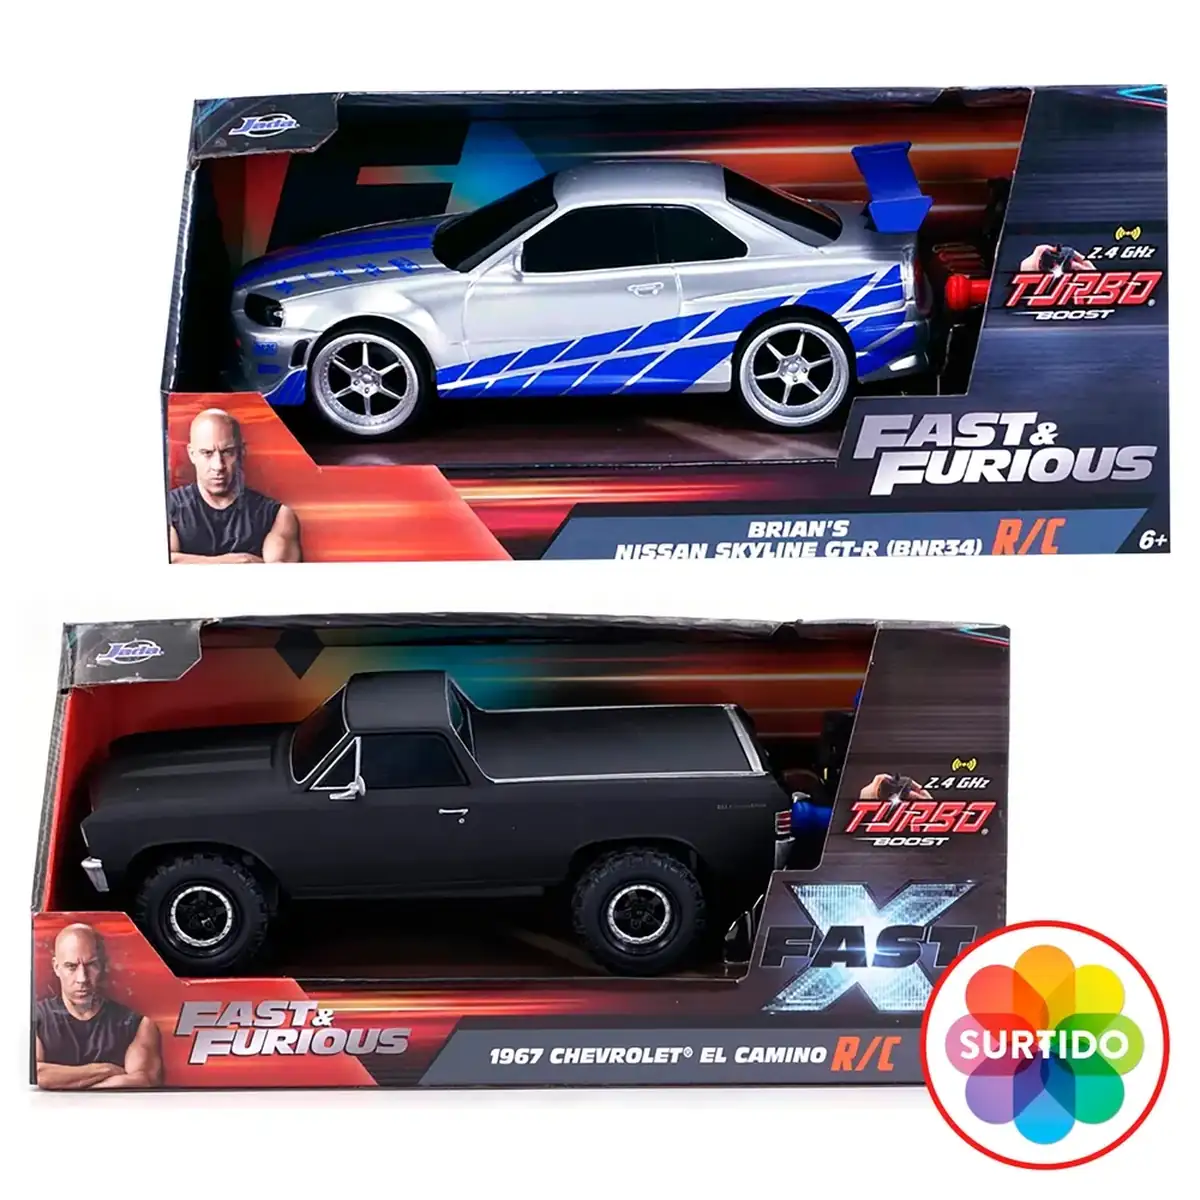 Jada
2.4 GHz
TURBO
BOOST
FAST &
FURIOUS
BRIAN'S
NISSAN SKYLINE GT-R (BNR34) R/C
6+
Jada
2.4 GHz
TURBO
BOOST
FAST X
FAST &
FURIOUS
1967 CHEVROLET® EL CAMINO R/C
SURTIDO